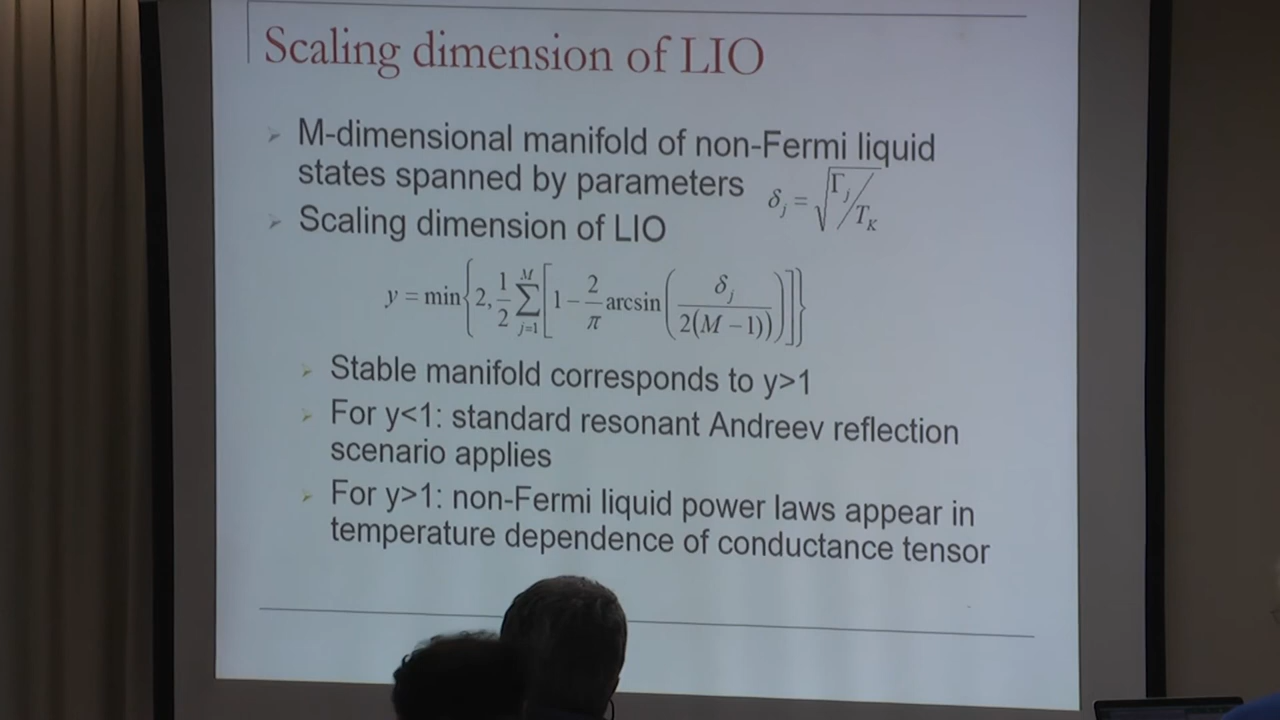 Scaling dimension of LIO
M-dimensional manifold of non-Fermi liquid
states spanned by parameters δ_j = √(Γ_j/T_K)
Scaling dimension of LIO
y = min{2, 1/2 ∑_{j=1}^{M} [1 − 2/π arcsin(δ_j / 2(M−1))]]}
Stable manifold corresponds to y>1
For y<1: standard resonant Andreev reflection
scenario applies
For y>1: non-Fermi liquid power laws appear in
temperature dependence of conductance tensor